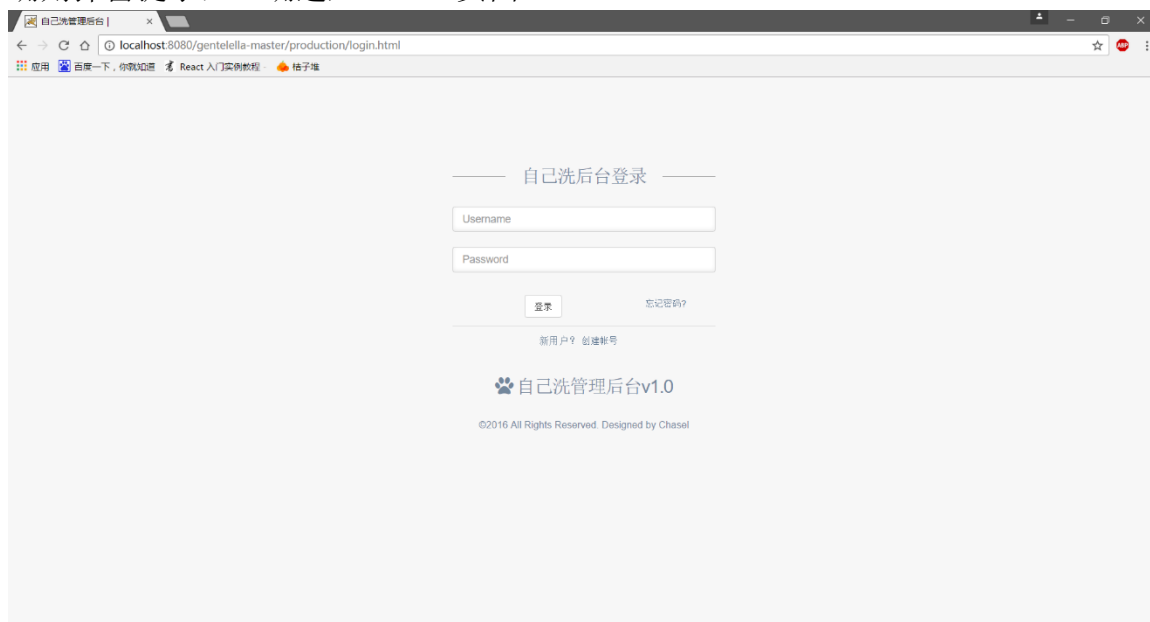 自己洗管理后台 |
localhost:8080/gentelella-master/production/login.html
ABP
应用 百度一下，你就知道 React 入门实例教程 - 桔子堆
自己洗后台登录
Username
Password
登录 忘记密码?
新用户? 创建帐号
自己洗管理后台v1.0
©2016 All Rights Reserved. Designed by Chasel